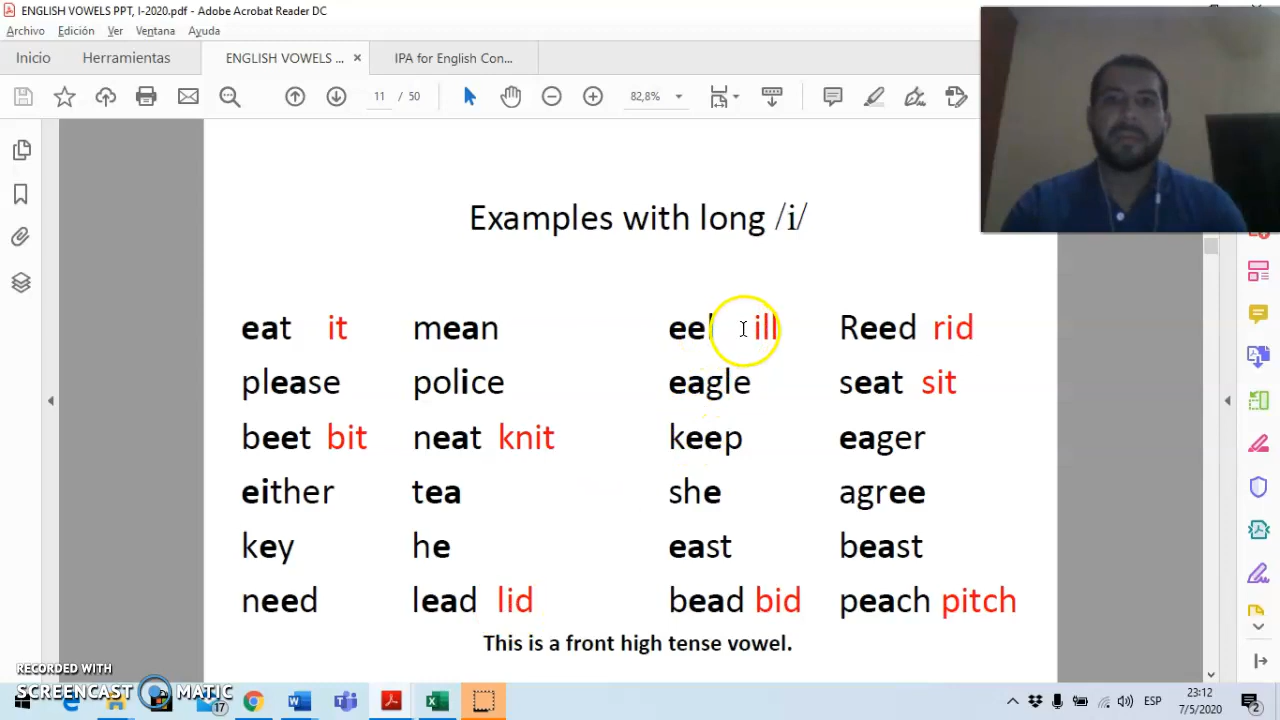 ENGLISH VOWELS PPT, I-2020.pdf - Adobe Acrobat Reader DC
Archivo Edición Ver Ventana Ayuda
Inicio Herramientas ENGLISH VOWELS ... × IPA for English Con...
11 / 50 82,8%
Examples with long /i/
eat it mean eel ill Reed rid
please police eagle seat sit
beet bit neat knit keep eager
either tea she agree
key he east beast
need lead lid bead bid peach pitch
This is a front high tense vowel.
RECORDED WITH
SCREENCAST MATIC
17
ESP
23:12
7/5/2020
2